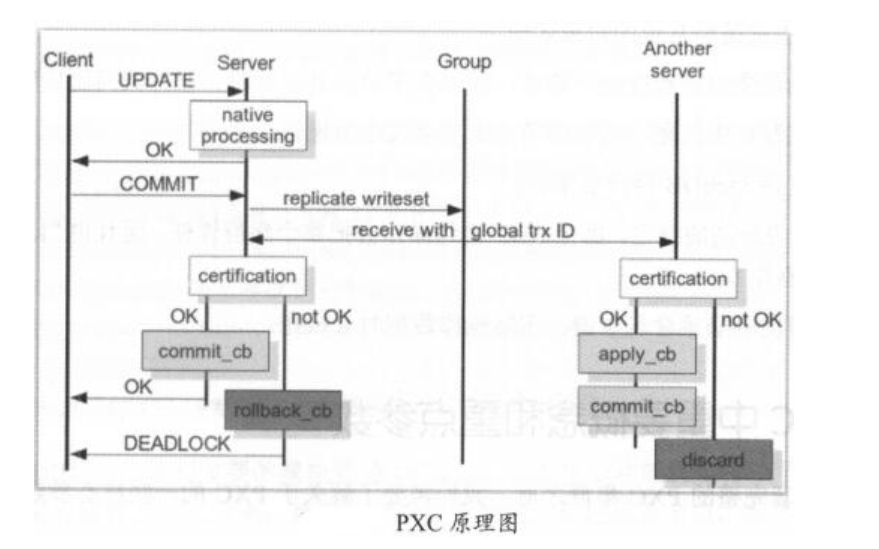 Client
Server
Group
Another
server
UPDATE
native
processing
OK
COMMIT
replicate writeset
receive with global trx ID
certification
certification
OK
not OK
OK
not OK
commit_cb
apply_cb
OK
rollback_cb
commit_cb
DEADLOCK
discard
PXC 原理图